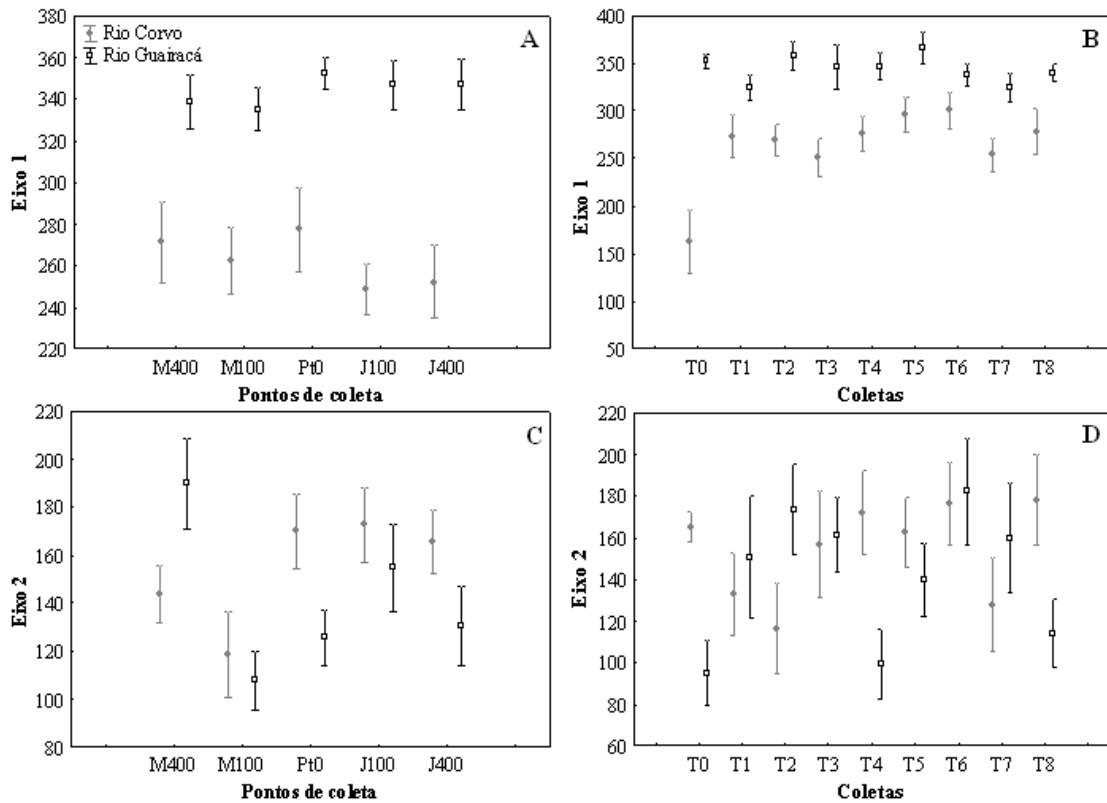 Rio Corvo
Rio Guairacá
A
380
360
340
320
300
280
260
240
220
Eixo 1
M400 M100 Pt0 J100 J400
Pontos de coleta
B
400
350
300
250
200
150
100
50
Eixo 1
T0 T1 T2 T3 T4 T5 T6 T7 T8
Coletas
C
220
200
180
160
140
120
100
80
Eixo 2
M400 M100 Pt0 J100 J400
Pontos de coleta
D
220
200
180
160
140
120
100
80
60
Eixo 2
T0 T1 T2 T3 T4 T5 T6 T7 T8
Coletas